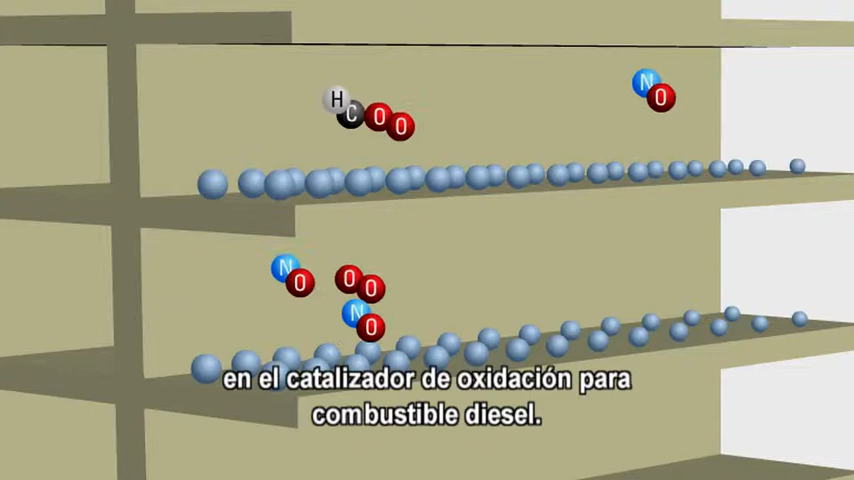 H C O O
N O
N O
O O
N O
en el catalizador de oxidación para
combustible diesel.